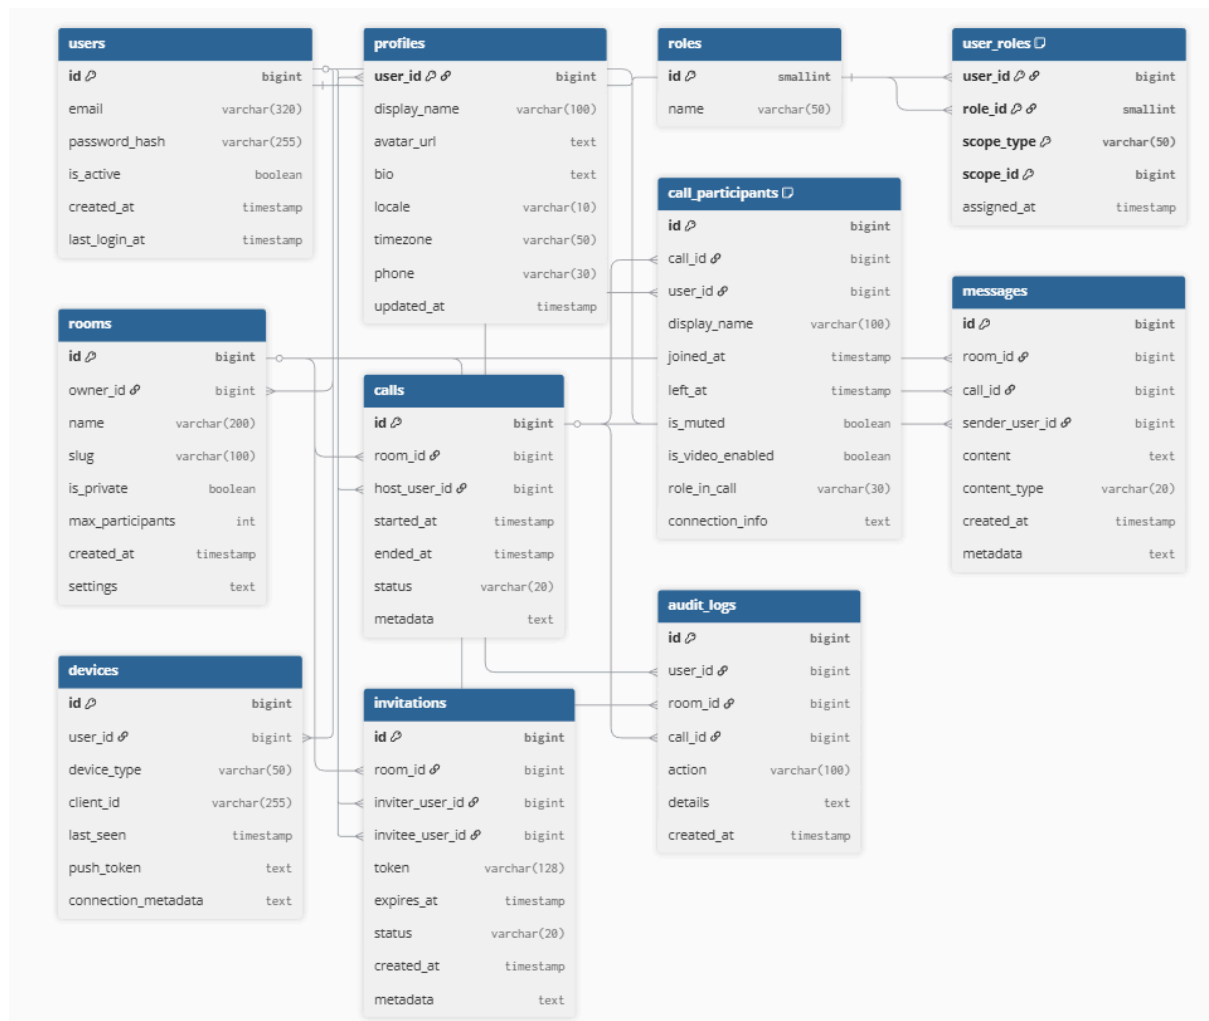 users
id bigint
email varchar(320)
password_hash varchar(255)
is_active boolean
created_at timestamp
last_login_at timestamp
profiles
user_id bigint
display_name varchar(100)
avatar_url text
bio text
locale varchar(10)
timezone varchar(50)
phone varchar(30)
updated_at timestamp
roles
id smallint
name varchar(50)
user_roles
user_id bigint
role_id smallint
scope_type varchar(50)
scope_id bigint
assigned_at timestamp
call_participants
id bigint
call_id bigint
user_id bigint
display_name varchar(100)
joined_at timestamp
left_at timestamp
is_muted boolean
is_video_enabled boolean
role_in_call varchar(30)
connection_info text
messages
id bigint
room_id bigint
call_id bigint
sender_user_id bigint
content text
content_type varchar(20)
created_at timestamp
metadata text
rooms
id bigint
owner_id bigint
name varchar(200)
slug varchar(100)
is_private boolean
max_participants int
created_at timestamp
settings text
calls
id bigint
room_id bigint
host_user_id bigint
started_at timestamp
ended_at timestamp
status varchar(20)
metadata text
audit_logs
id bigint
user_id bigint
room_id bigint
call_id bigint
action varchar(100)
details text
created_at timestamp
devices
id bigint
user_id bigint
device_type varchar(50)
client_id varchar(255)
last_seen timestamp
push_token text
connection_metadata text
invitations
id bigint
room_id bigint
inviter_user_id bigint
invitee_user_id bigint
token varchar(128)
expires_at timestamp
status varchar(20)
created_at timestamp
metadata text